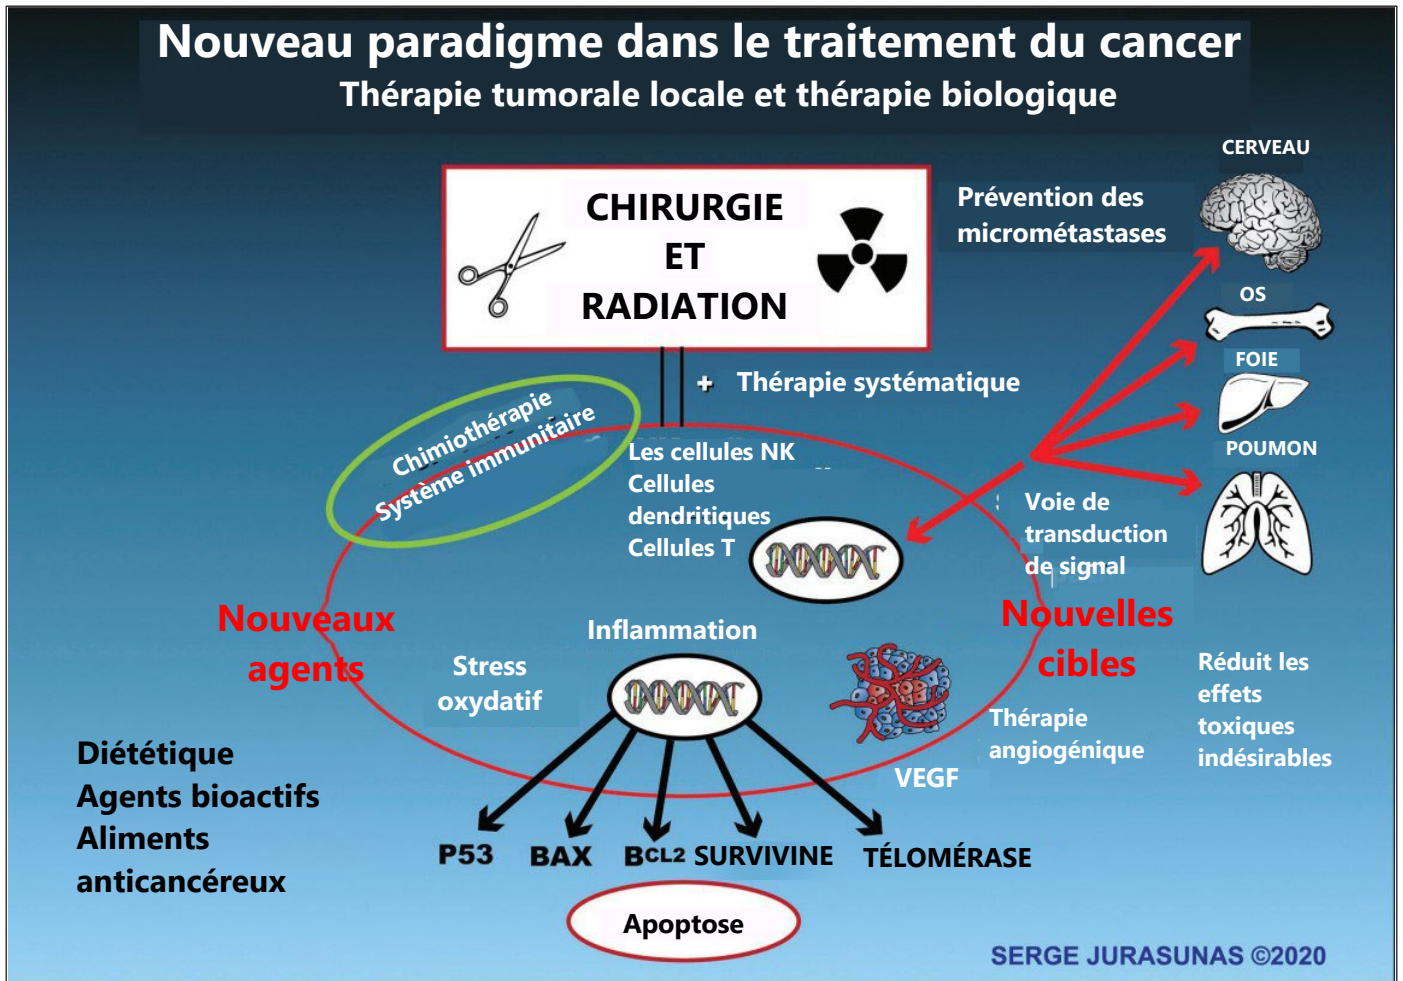 Nouveau paradigme dans le traitement du cancer
Thérapie tumorale locale et thérapie biologique
CHIRURGIE
ET
RADIATION
Prévention des
micrométastases
CERVEAU
OS
FOIE
POUMON
+ Thérapie systématique
Chimiothérapie
Système immunitaire
Les cellules NK
Cellules
dendritiques
Cellules T
Voie de
transduction
de signal
Nouveaux
agents
Nouvelles
cibles
Inflammation
Stress
oxydatif
Thérapie
angiogénique
VEGF
Réduit les
effets
toxiques
indésirables
Diététique
Agents bioactifs
Aliments
anticancéreux
P53 BAX BCL2 SURVIVINE TÉLOMÉRASE
Apoptose
SERGE JURASUNAS ©2020